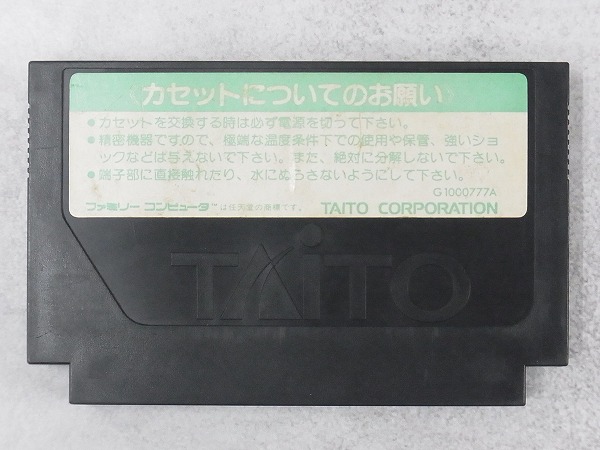 《カセットについてのお願い》
●カセットを交換する時は必ず電源を切って下さい。
●精密機器ですので、極端な温度条件下での使用や保管、強いショ
ックなどは与えないで下さい。また、絶対に分解しないで下さい。
●端子部に直接触れたり、水にぬらさないようにして下さい。
G1000777A
ファミリー コンピュータ™は任天堂の商標です。 TAITO CORPORATION
TAITO